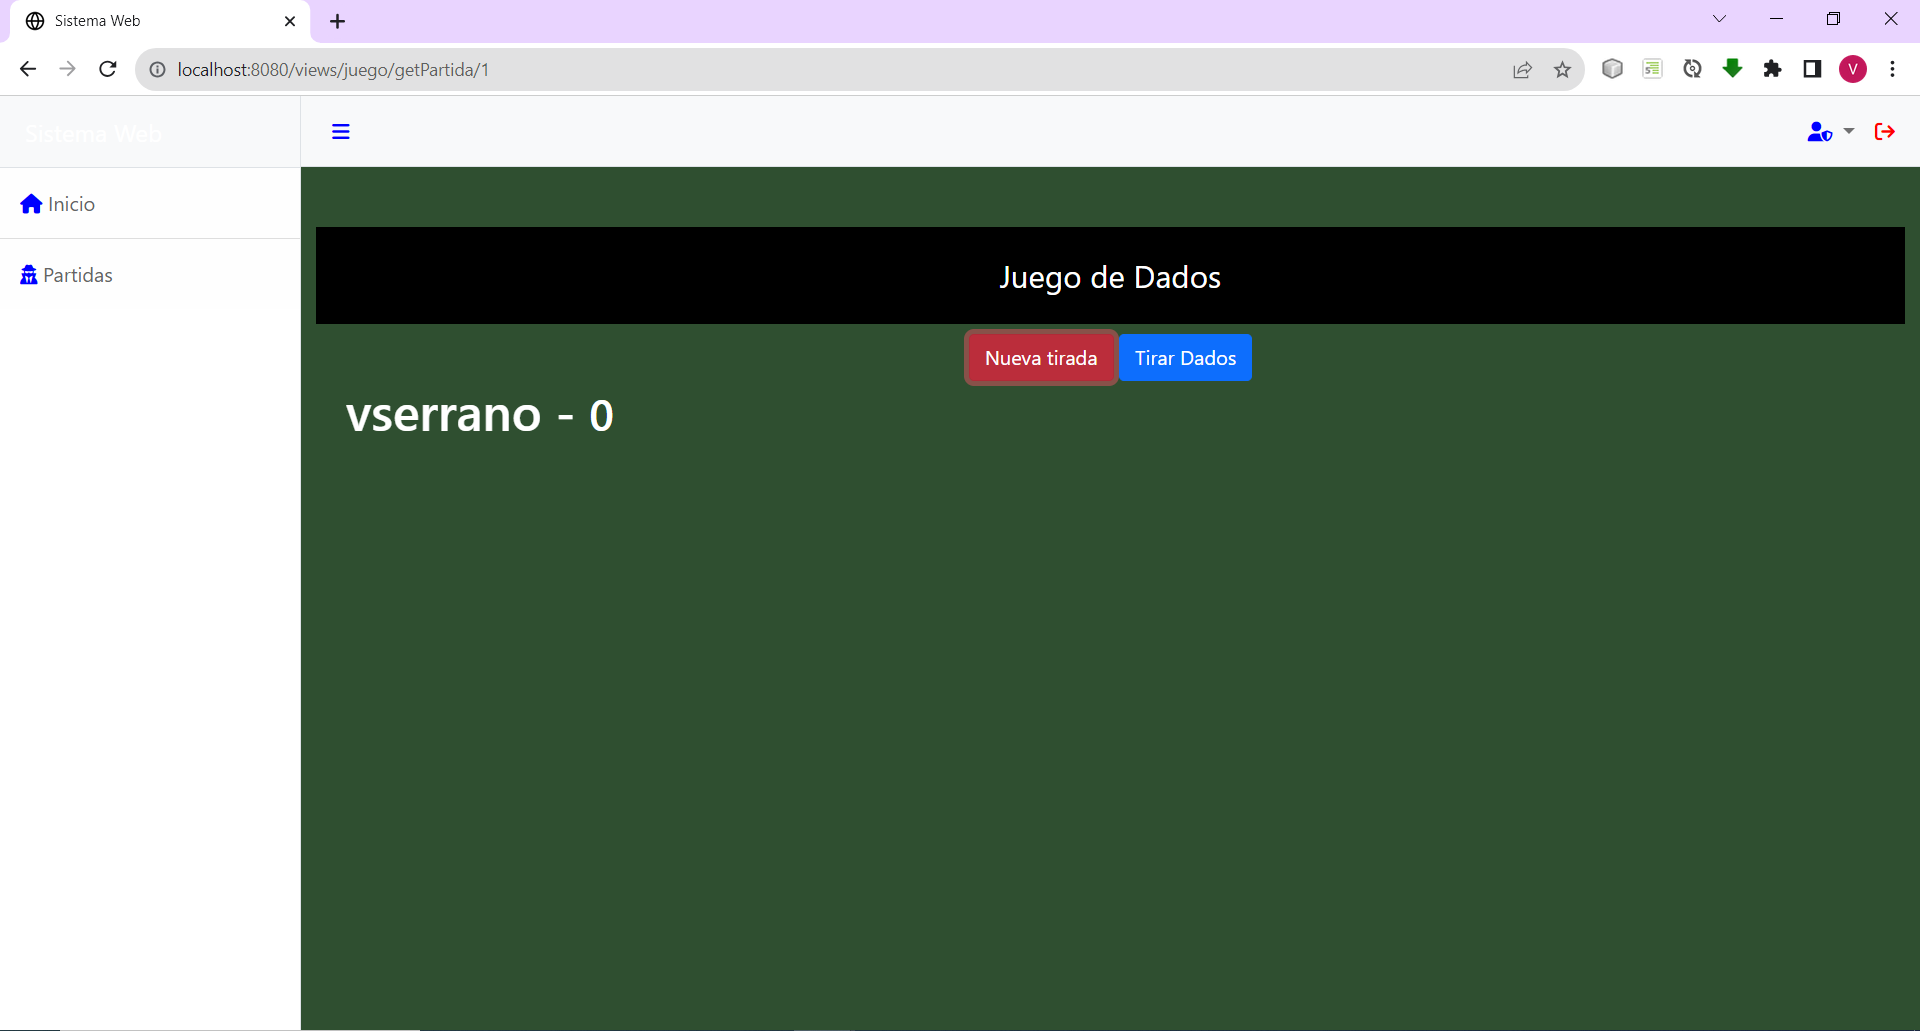 Sistema Web
localhost:8080/views/juego/getPartida/1
V
Sistema Web
Inicio
Partidas
Juego de Dados
Nueva tirada
Tirar Dados
vserrano - 0